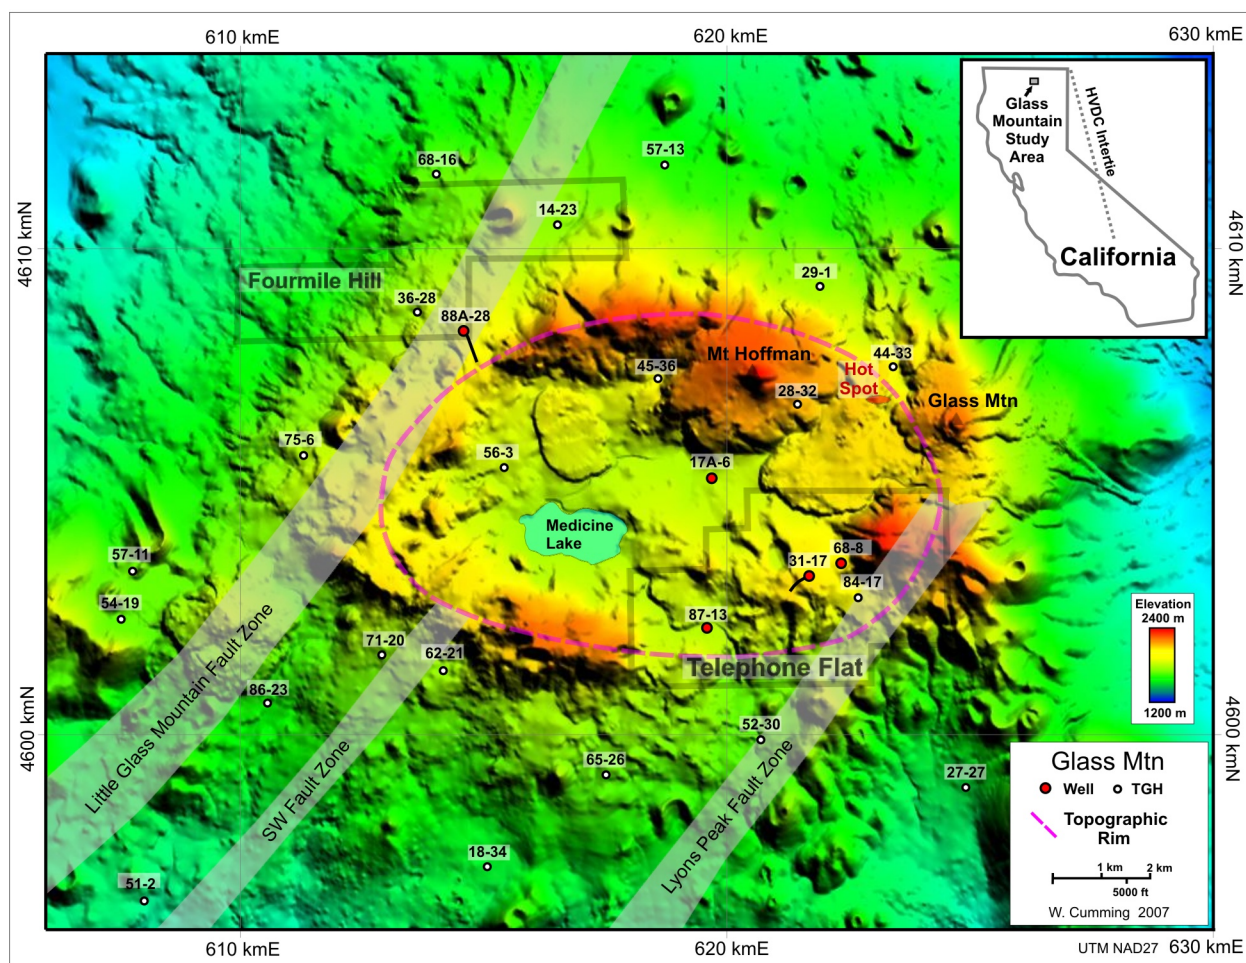 610 kmE
620 kmE
630 kmE
4610 kmN
4600 kmN
4610 kmN
4600 kmN
Glass
Mountain
Study
Area
HVDC Intertie
California
68-16
57-13
14-23
29-1
Fourmile Hill
36-28
88A-28
45-36
Mt Hoffman
44-33
Hot
Spot
28-32
Glass Mtn
75-6
56-3
17A-6
Medicine
Lake
57-11
54-19
31-17
68-8
84-17
87-13
71-20
62-21
Telephone Flat
86-23
Little Glass Mountain Fault Zone
SW Fault Zone
Lyons Peak Fault Zone
52-30
65-26
27-27
18-34
51-2
Elevation
2400 m
1200 m
Glass Mtn
Well
TGH
Topographic
Rim
1 km
2 km
5000 ft
W. Cumming 2007
610 kmE
620 kmE
UTM NAD27
630 kmE